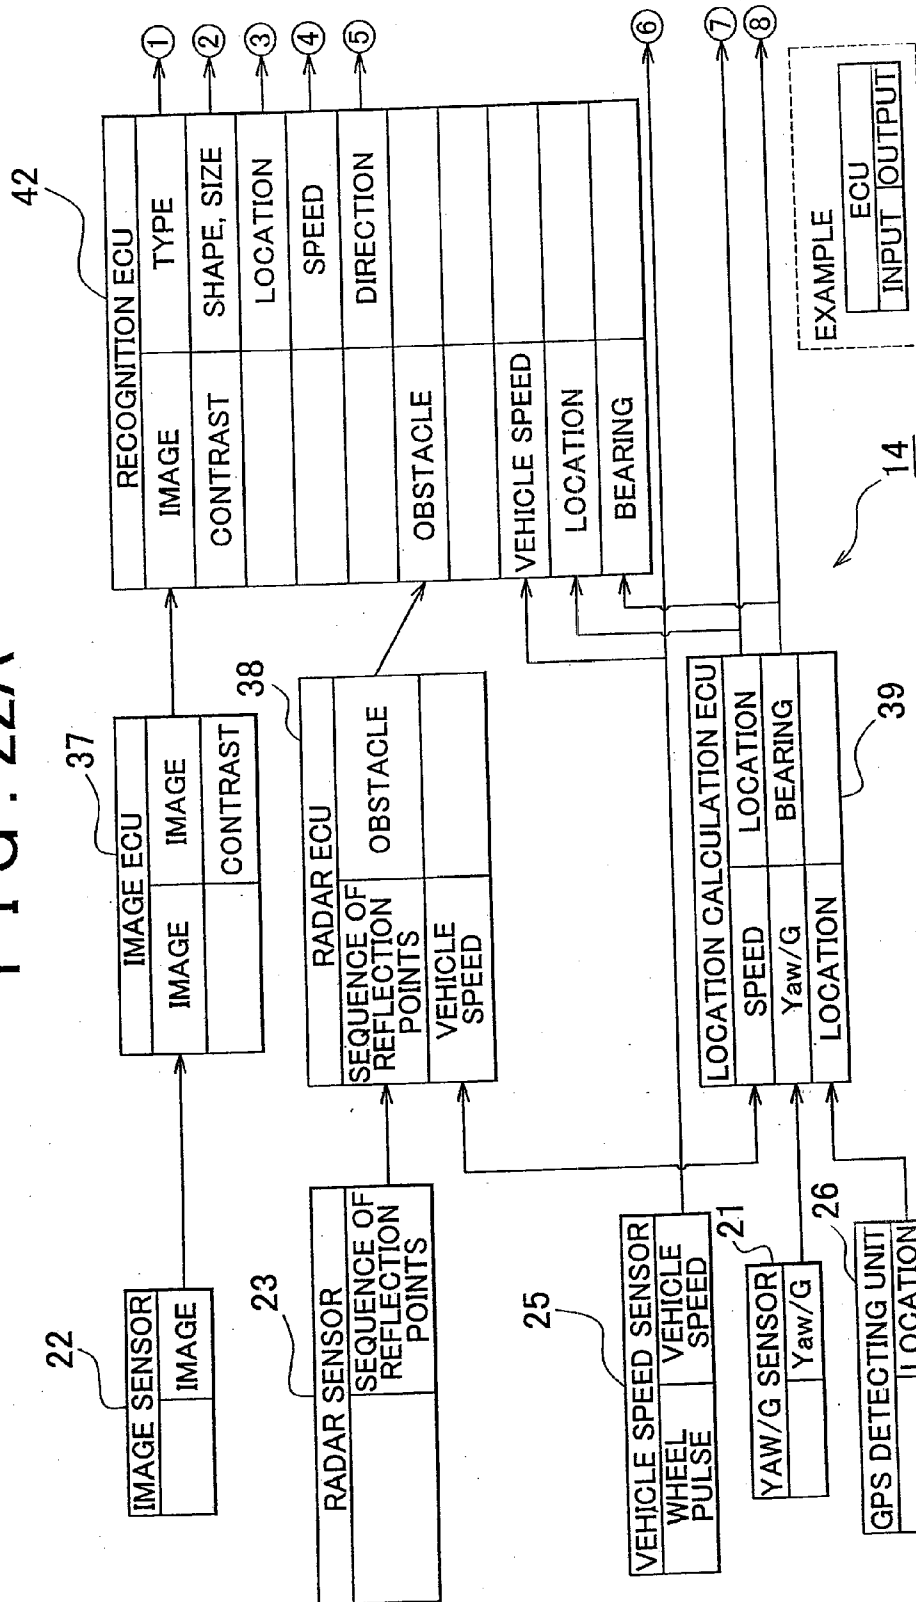 FIG. 22A
22
IMAGE SENSOR
IMAGE
37
IMAGE ECU
IMAGE
IMAGE
CONTRAST
42
RECOGNITION ECU
IMAGE
TYPE
CONTRAST
SHAPE, SIZE
LOCATION
SPEED
DIRECTION
OBSTACLE
VEHICLE SPEED
LOCATION
BEARING
1
2
3
4
5
6
7
8
23
RADAR SENSOR
SEQUENCE OF
REFLECTION
POINTS
38
RADAR ECU
SEQUENCE OF
REFLECTION
POINTS
OBSTACLE
VEHICLE
SPEED
25
VEHICLE SPEED SENSOR
WHEEL
PULSE
VEHICLE
SPEED
21
YAW/G SENSOR
Yaw/G
26
GPS DETECTING UNIT
LOCATION
LOCATION CALCULATION ECU
SPEED
LOCATION
Yaw/G
BEARING
LOCATION
39
14
EXAMPLE
ECU
INPUT
OUTPUT